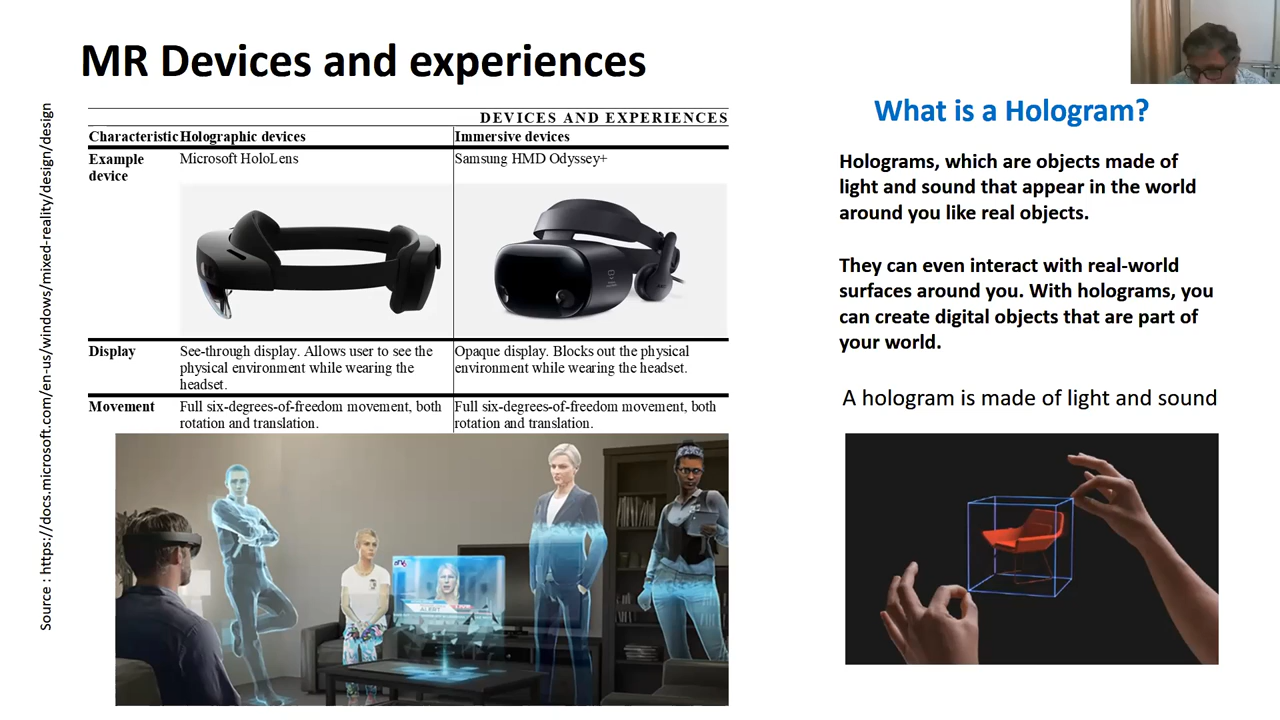 MR Devices and experiences
Source : https://docs.microsoft.com/en-us/windows/mixed-reality/design/design
DEVICES AND EXPERIENCES
Characteristic Holographic devices Immersive devices
Example device
Microsoft HoloLens
Samsung HMD Odyssey+
Display
See-through display. Allows user to see the
physical environment while wearing the
headset.
Opaque display. Blocks out the physical
environment while wearing the headset.
Movement
Full six-degrees-of-freedom movement, both
rotation and translation.
Full six-degrees-of-freedom movement, both
rotation and translation.
ALERT
What is a Hologram?
Holograms, which are objects made of
light and sound that appear in the world
around you like real objects.
They can even interact with real-world
surfaces around you. With holograms, you
can create digital objects that are part of
your world.
A hologram is made of light and sound